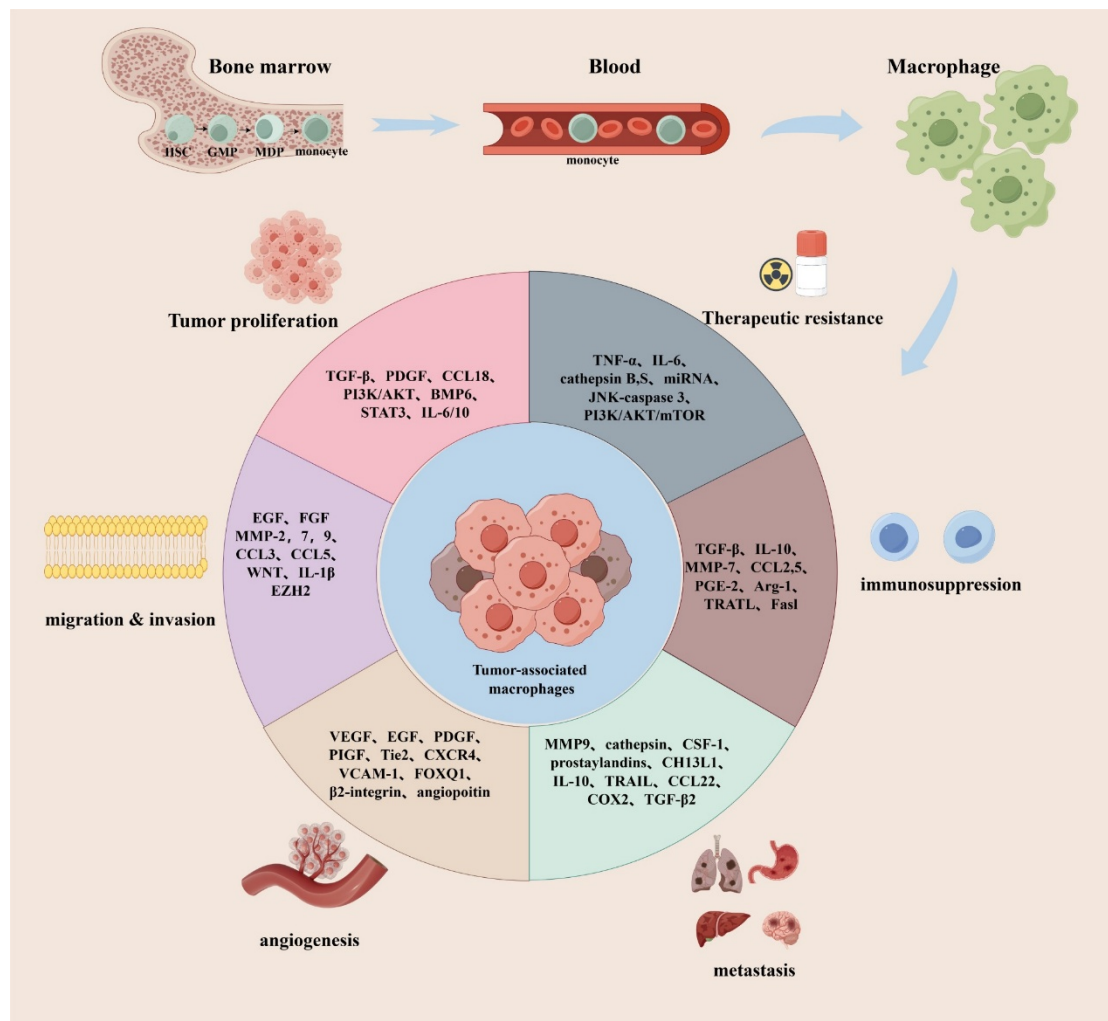 Bone marrow
Blood
Macrophage
HSC
GMP
MDP
monocyte
monocyte
Tumor proliferation
Therapeutic resistance
TGF-β、PDGF、CCL18、
PI3K/AKT、BMP6、
STAT3、IL-6/10
TNF-α、IL-6、
cathepsin B,S、miRNA、
JNK-caspase 3、
PI3K/AKT/mTOR
EGF、FGF
MMP-2，7，9、
CCL3、CCL5、
WNT、IL-1β
EZH2
migration & invasion
TGF-β、IL-10、
MMP-7、CCL2,5、
PGE-2、Arg-1、
TRATL、Fasl
immunosuppression
Tumor-associated
macrophages
VEGF、EGF、PDGF、
PIGF、Tie2、CXCR4、
VCAM-1、FOXQ1、
β2-integrin、angiopoitin
MMP9、cathepsin、CSF-1、
prostaylandins、CH13L1、
IL-10、TRAIL、CCL22、
COX2、TGF-β2
angiogenesis
metastasis